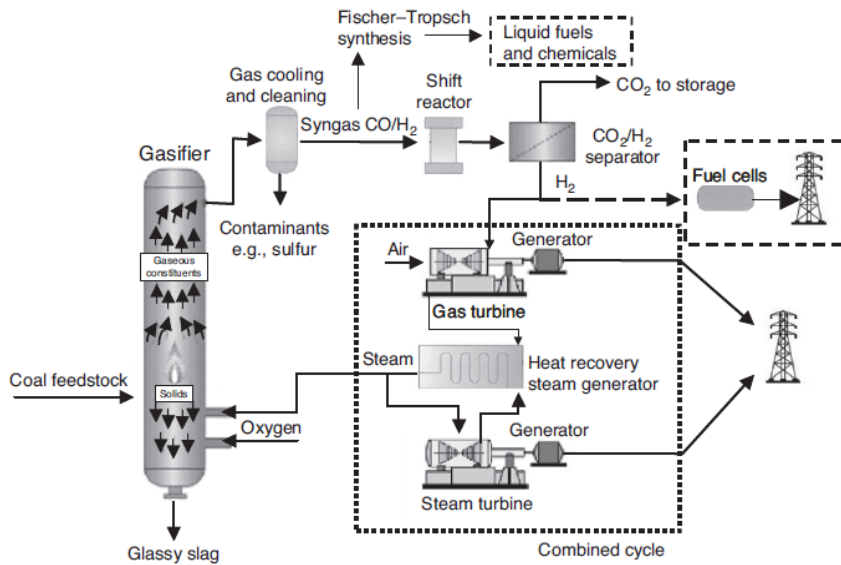 Fischer–Tropsch
synthesis
Liquid fuels
and chemicals
Gas cooling
and cleaning
Shift
reactor
CO₂ to storage
Syngas CO/H₂
CO₂/H₂
separator
Gasifier
H₂
Fuel cells
Contaminants
e.g., sulfur
Gaseous
constituents
Air
Generator
Gas turbine
Steam
Heat recovery
steam generator
Coal feedstock
Solids
Oxygen
Generator
Steam turbine
Glassy slag
Combined cycle